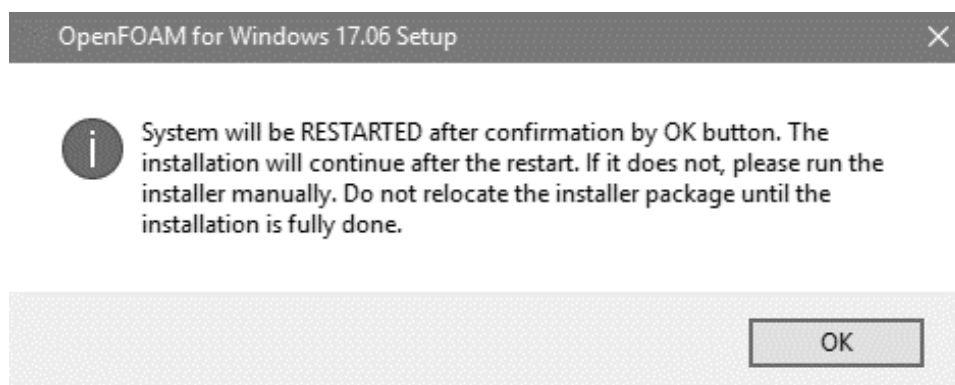 OpenFOAM for Windows 17.06 Setup
System will be RESTARTED after confirmation by OK button. The
installation will continue after the restart. If it does not, please run the
installer manually. Do not relocate the installer package until the
installation is fully done.
OK